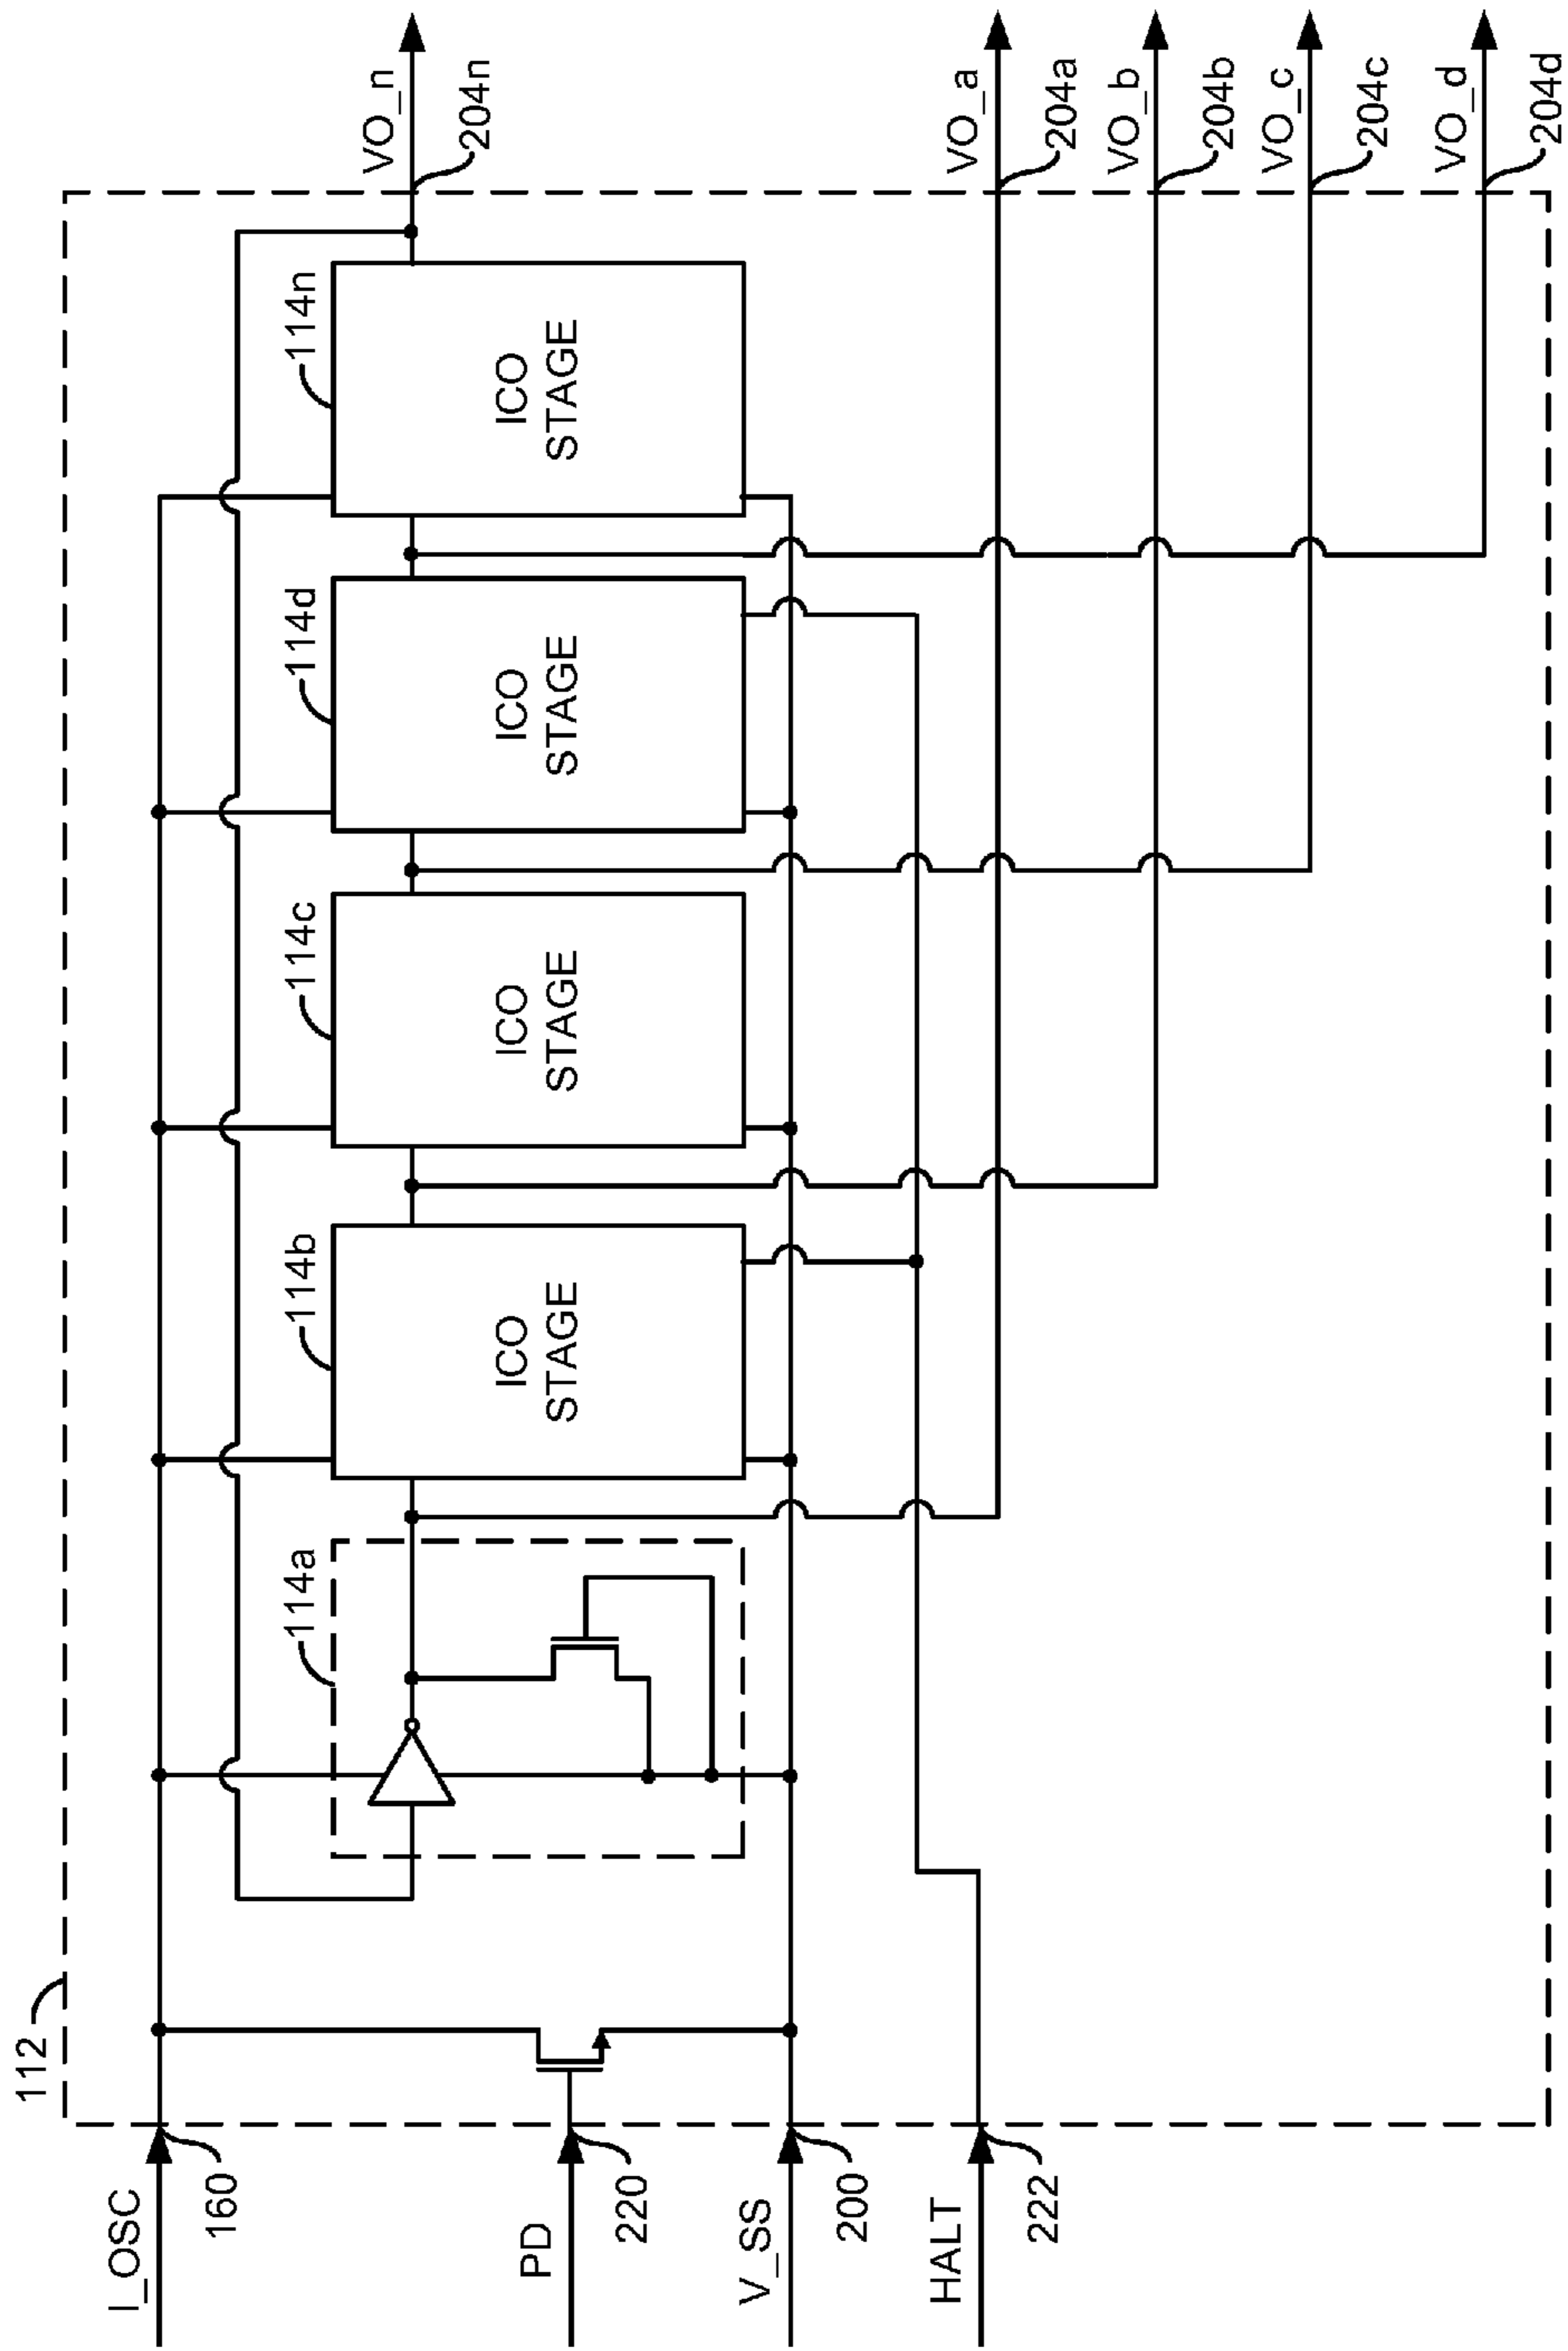 112
I_OSC
160
PD
220
V_SS
200
HALT
222
114a
114b
ICO
STAGE
114c
ICO
STAGE
114d
ICO
STAGE
114n
ICO
STAGE
VO_n
204n
VO_a
204a
VO_b
204b
VO_c
204c
VO_d
204d